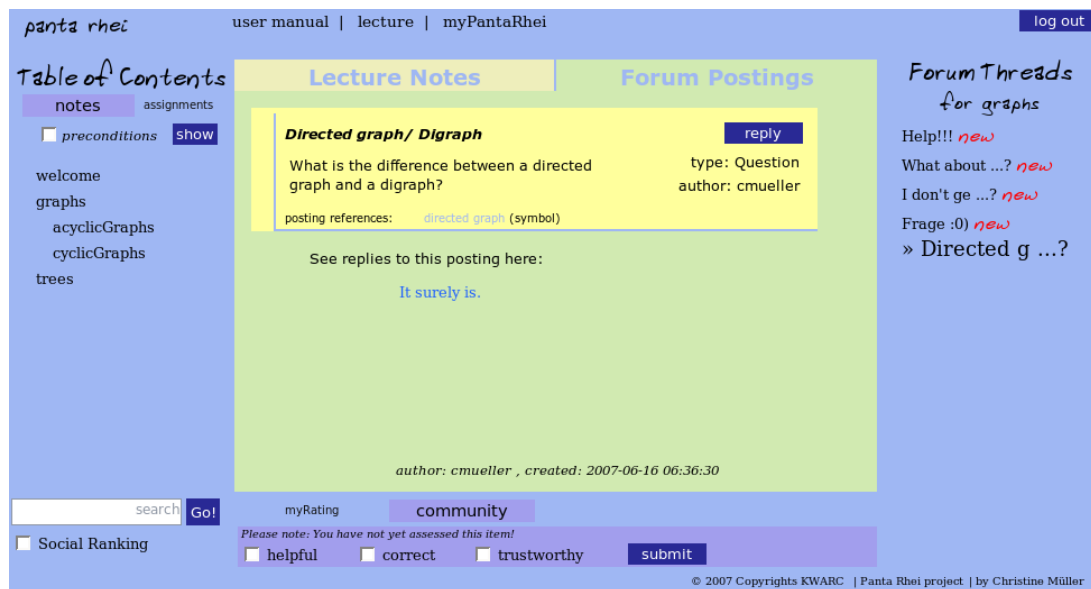 panta rhei
user manual | lecture | myPantaRhei
log out
Table of Contents
notes assignments
preconditions show
welcome
graphs
acyclicGraphs
cyclicGraphs
trees
search Go!
Social Ranking
Lecture Notes Forum Postings
Directed graph/ Digraph reply
What is the difference between a directed
graph and a digraph?
type: Question
author: cmueller
posting references: directed graph (symbol)
See replies to this posting here:
It surely is.
author: cmueller , created: 2007-06-16 06:36:30
myRating community
Please note: You have not yet assessed this item!
helpful correct trustworthy submit
Forum Threads
for graphs
Help!!! new
What about ...? new
I don't ge ...? new
Frage :0) new
» Directed g ...?
© 2007 Copyrights KWARC | Panta Rhei project | by Christine Müller